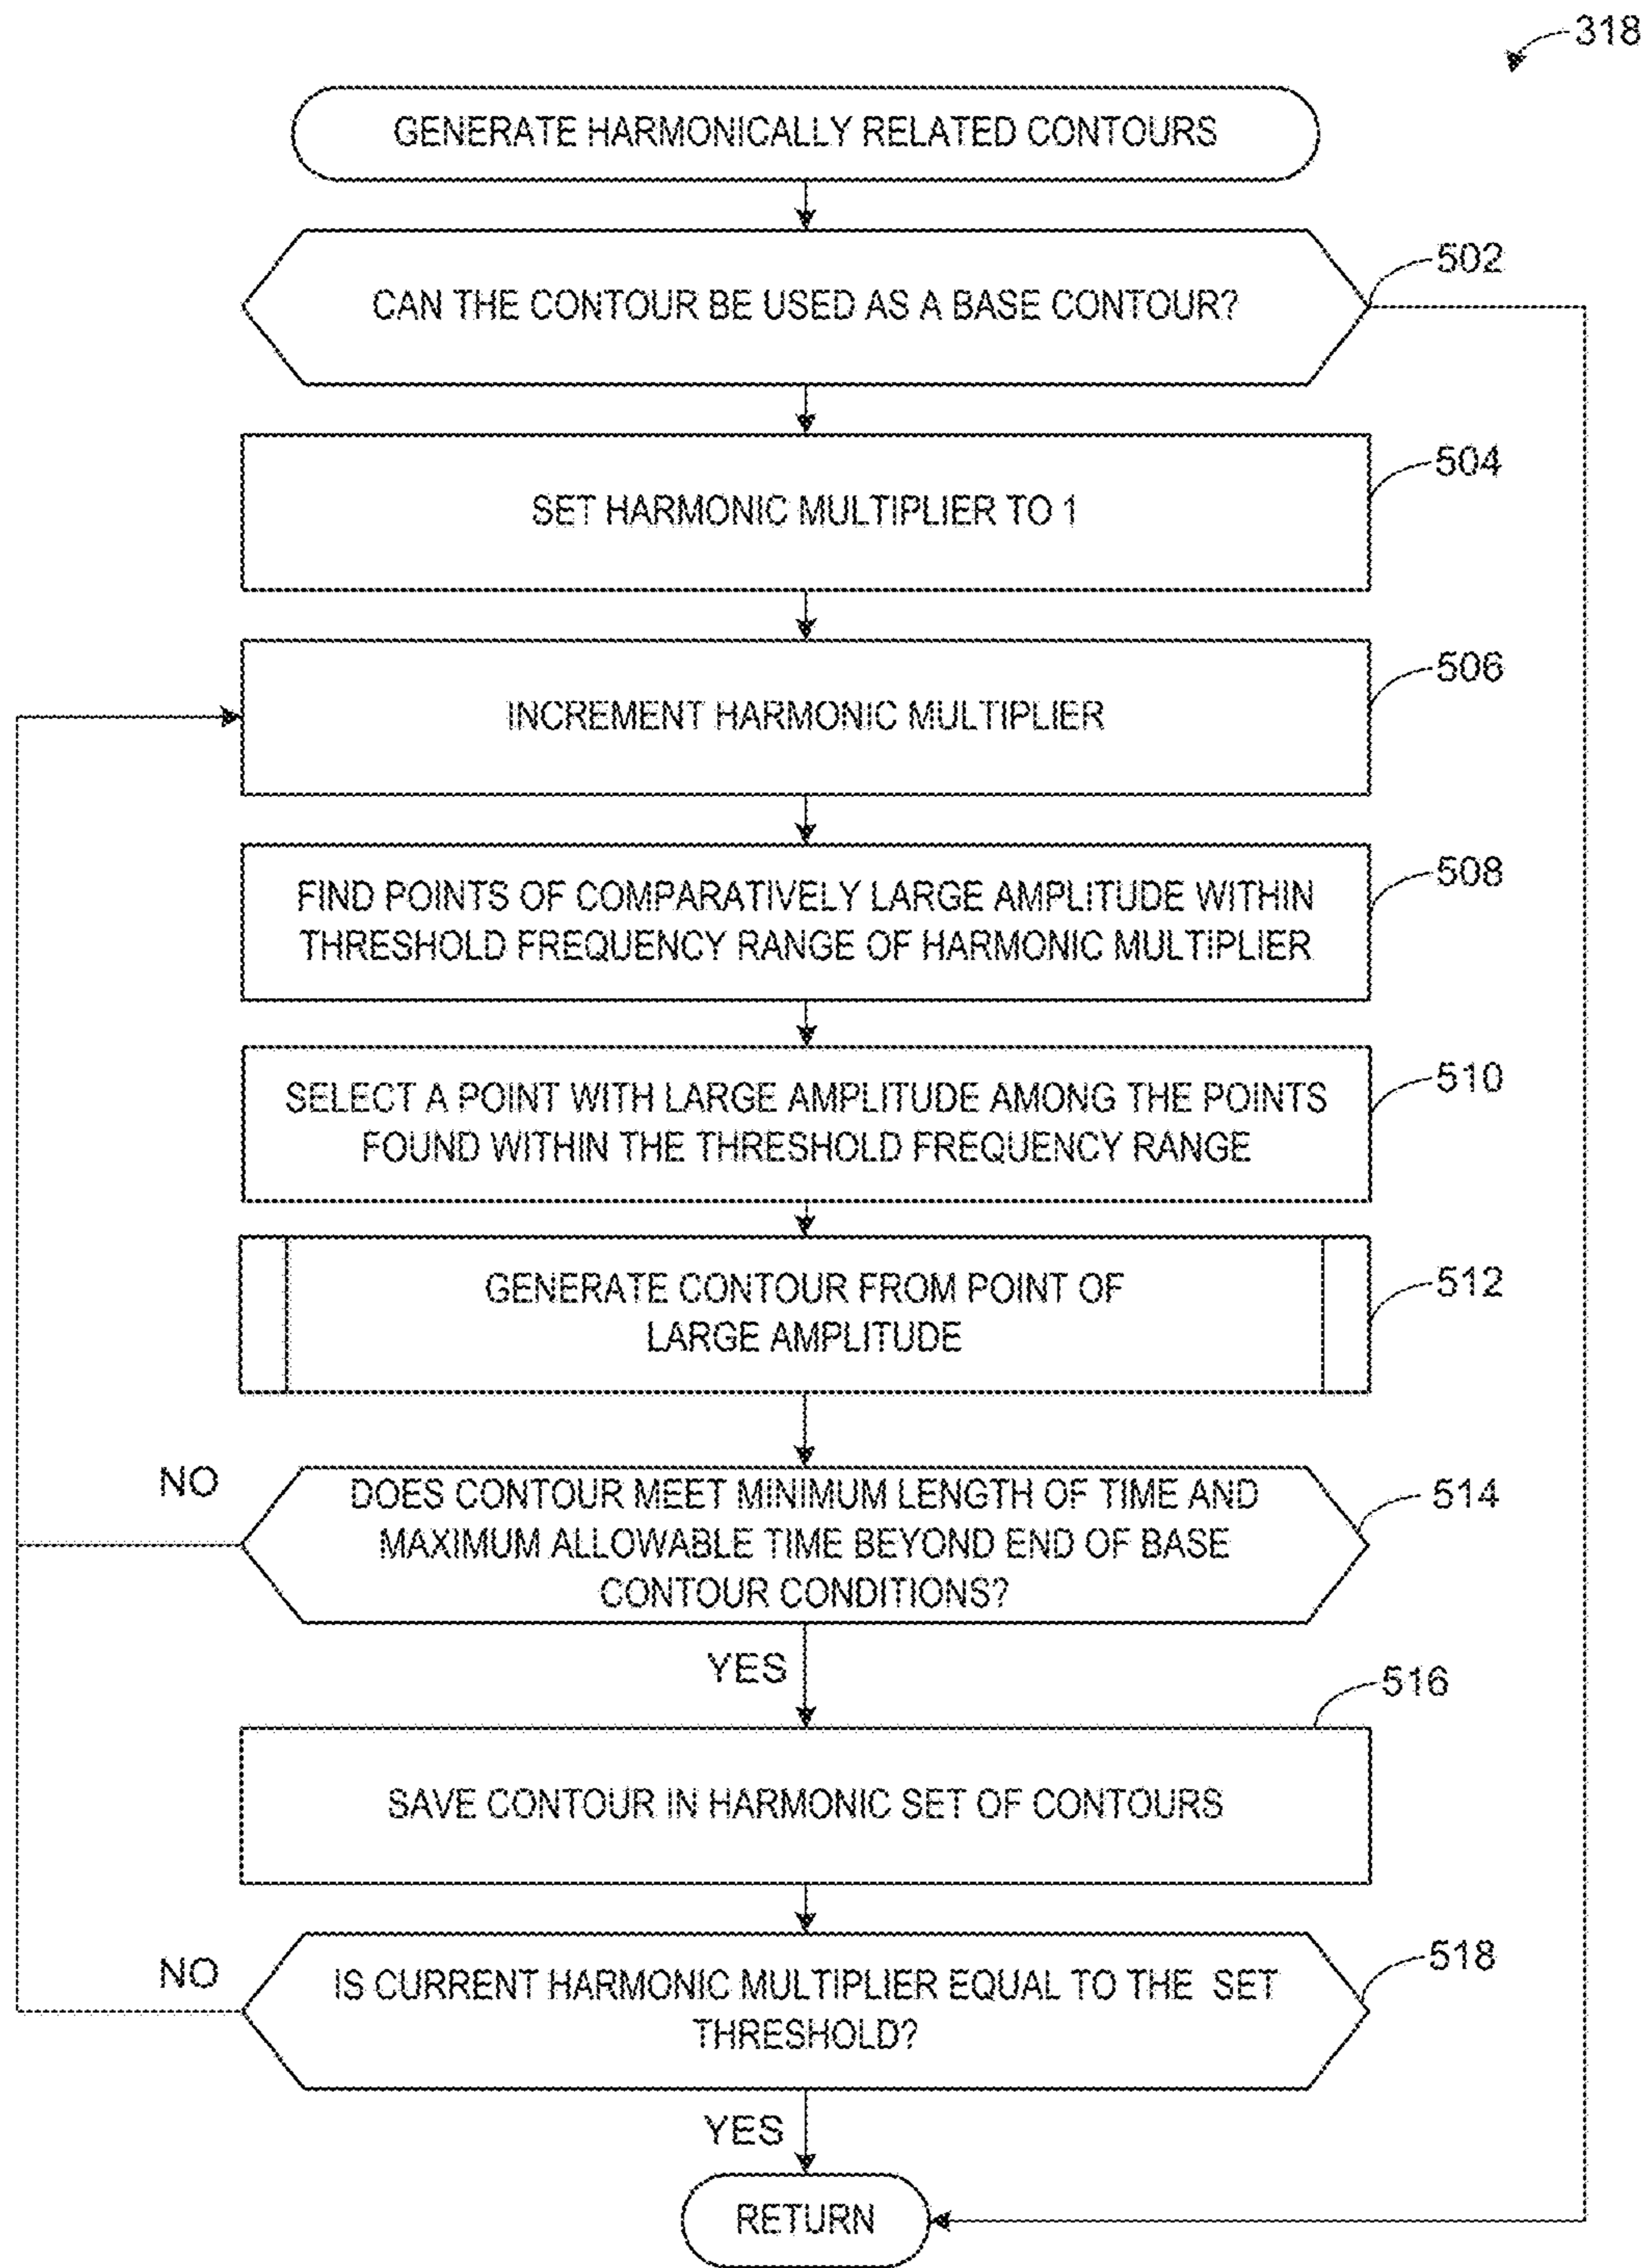 318
GENERATE HARMONICALLY RELATED CONTOURS
502
CAN THE CONTOUR BE USED AS A BASE CONTOUR?
504
SET HARMONIC MULTIPLIER TO 1
506
INCREMENT HARMONIC MULTIPLIER
508
FIND POINTS OF COMPARATIVELY LARGE AMPLITUDE WITHIN
THRESHOLD FREQUENCY RANGE OF HARMONIC MULTIPLIER
510
SELECT A POINT WITH LARGE AMPLITUDE AMONG THE POINTS
FOUND WITHIN THE THRESHOLD FREQUENCY RANGE
512
GENERATE CONTOUR FROM POINT OF
LARGE AMPLITUDE
NO
514
DOES CONTOUR MEET MINIMUM LENGTH OF TIME AND
MAXIMUM ALLOWABLE TIME BEYOND END OF BASE
CONTOUR CONDITIONS?
YES
516
SAVE CONTOUR IN HARMONIC SET OF CONTOURS
NO
518
IS CURRENT HARMONIC MULTIPLIER EQUAL TO THE SET
THRESHOLD?
YES
RETURN